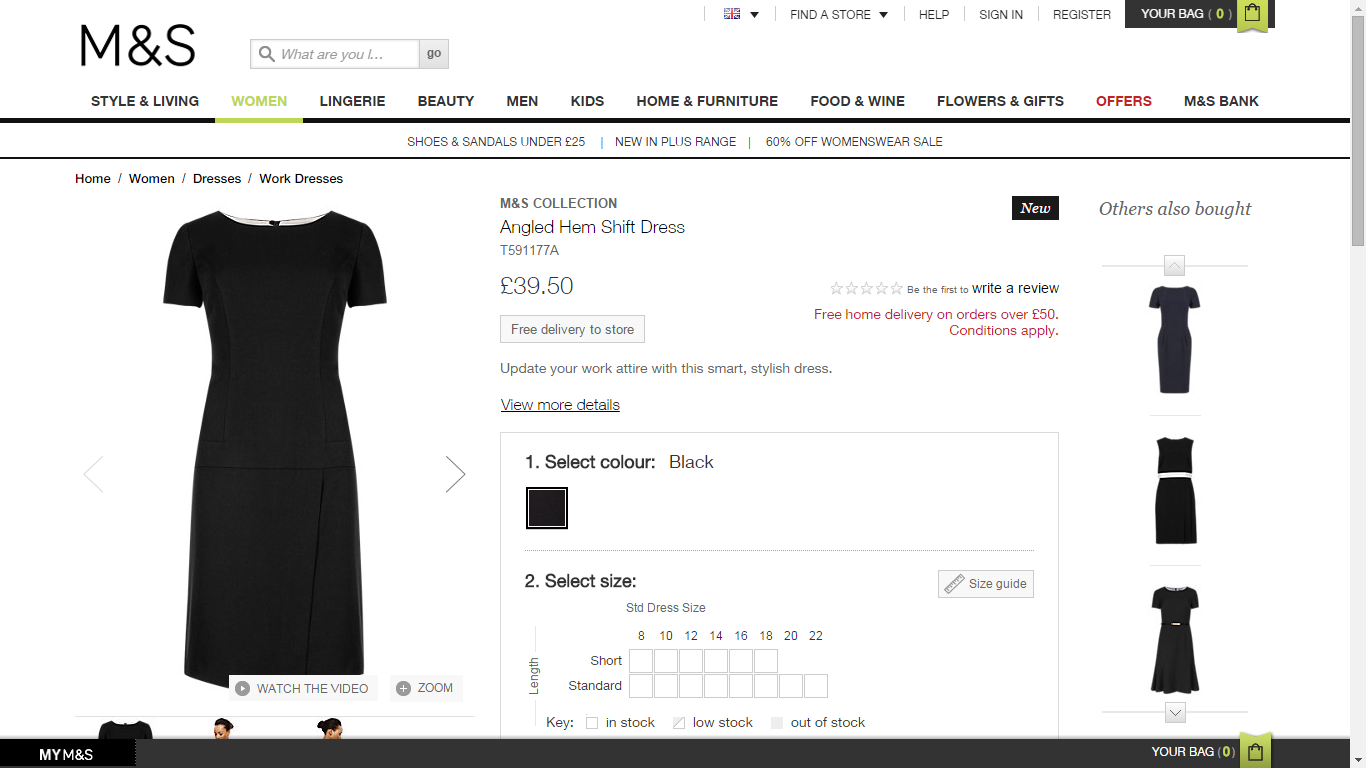 FIND A STORE
HELP
SIGN IN
REGISTER
YOUR BAG ( 0 )
M&S
What are you l...
go
STYLE & LIVING
WOMEN
LINGERIE
BEAUTY
MEN
KIDS
HOME & FURNITURE
FOOD & WINE
FLOWERS & GIFTS
OFFERS
M&S BANK
SHOES & SANDALS UNDER £25 | NEW IN PLUS RANGE | 60% OFF WOMENSWEAR SALE
Home / Women / Dresses / Work Dresses
M&S COLLECTION
New
Angled Hem Shift Dress
T591177A
£39.50
Be the first to write a review
Free home delivery on orders over £50.
Conditions apply.
Free delivery to store
Update your work attire with this smart, stylish dress.
View more details
1. Select colour: Black
2. Select size:
Size guide
Std Dress Size
8 10 12 14 16 18 20 22
Length
Short
Standard
Key: in stock low stock out of stock
WATCH THE VIDEO
ZOOM
Others also bought
MY M&S
YOUR BAG (0)